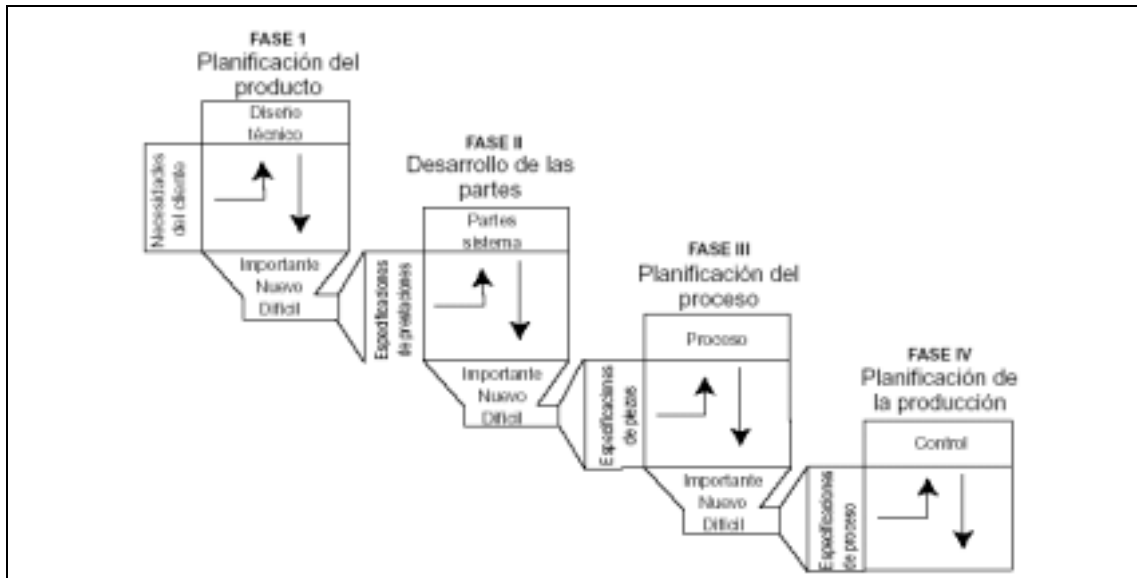 FASE 1
Planificación del
producto
Diseño
técnico
Necesidades
del cliente
Importante
Nuevo
Difícil
FASE II
Desarrollo de las
partes
Partes
sistema
Especificaciones
de prestaciones
Importante
Nuevo
Difícil
FASE III
Planificación del
proceso
Proceso
Especificaciones
de piezas
Importante
Nuevo
Difícil
FASE IV
Planificación de
la producción
Control
Especificaciones
de proceso